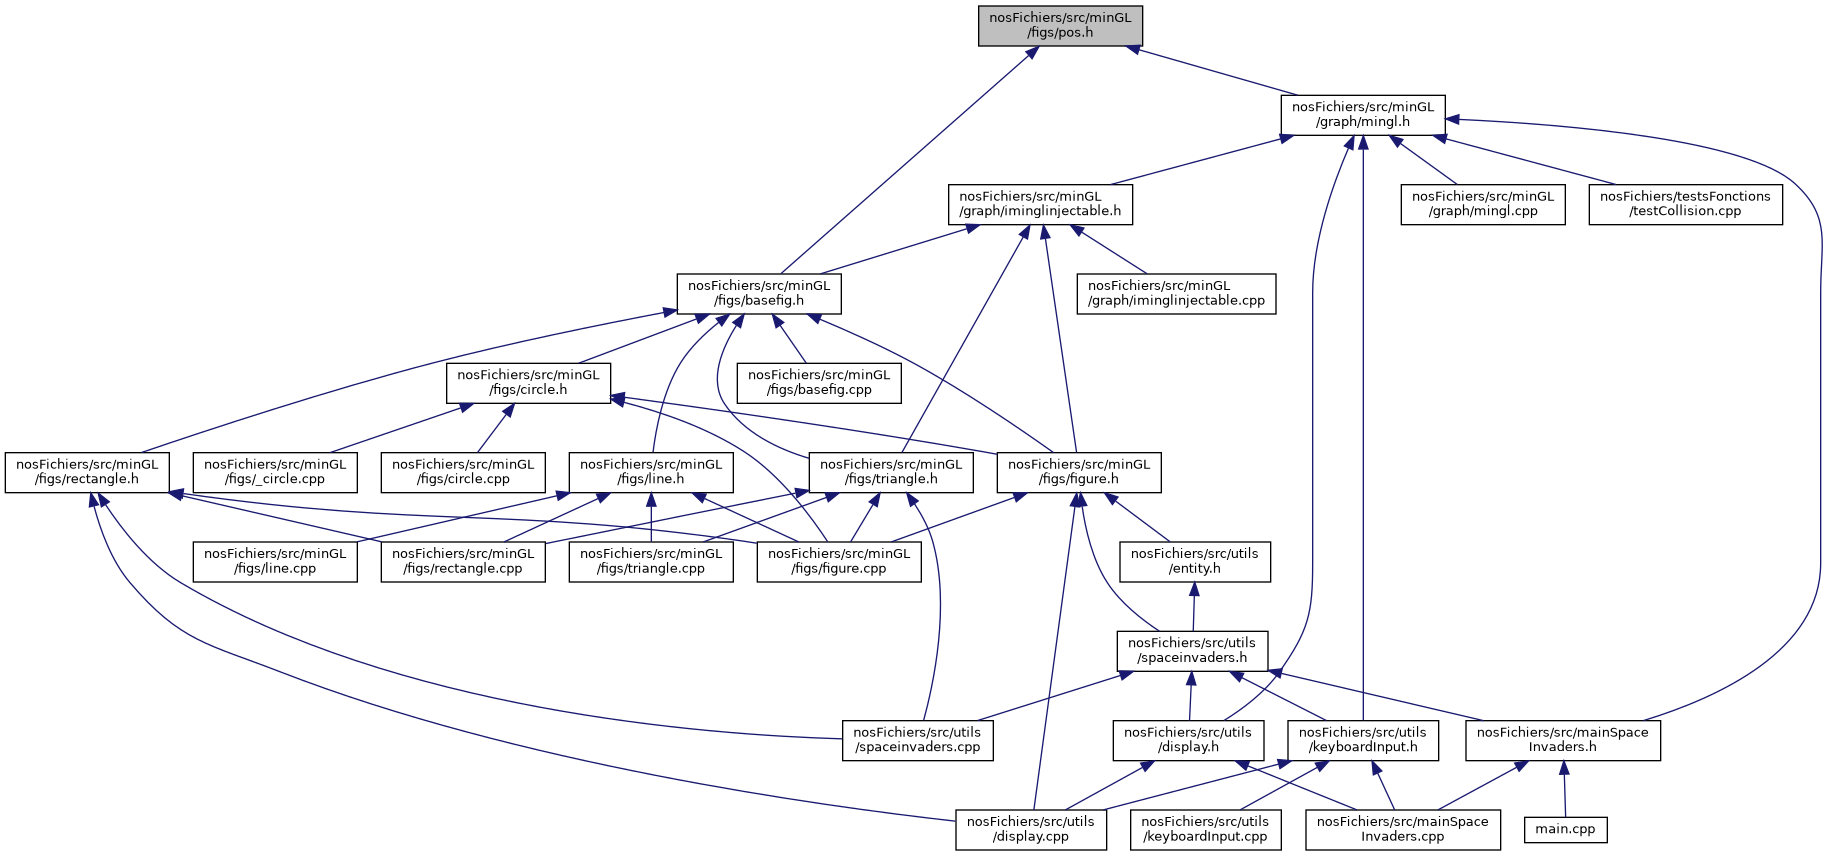 nosFichiers/src/minGL
/figs/pos.h
nosFichiers/src/minGL
/graph/mingl.h
nosFichiers/src/minGL
/graph/iminglinjectable.h
nosFichiers/src/minGL
/graph/mingl.cpp
nosFichiers/testsFonctions
/testCollision.cpp
nosFichiers/src/minGL
/figs/basefig.h
nosFichiers/src/minGL
/graph/iminglinjectable.cpp
nosFichiers/src/minGL
/figs/circle.h
nosFichiers/src/minGL
/figs/basefig.cpp
nosFichiers/src/minGL
/figs/rectangle.h
nosFichiers/src/minGL
/figs/_circle.cpp
nosFichiers/src/minGL
/figs/circle.cpp
nosFichiers/src/minGL
/figs/line.h
nosFichiers/src/minGL
/figs/triangle.h
nosFichiers/src/minGL
/figs/figure.h
nosFichiers/src/minGL
/figs/line.cpp
nosFichiers/src/minGL
/figs/rectangle.cpp
nosFichiers/src/minGL
/figs/triangle.cpp
nosFichiers/src/minGL
/figs/figure.cpp
nosFichiers/src/utils
/entity.h
nosFichiers/src/utils
/spaceinvaders.h
nosFichiers/src/utils
/spaceinvaders.cpp
nosFichiers/src/utils
/display.h
nosFichiers/src/utils
/keyboardInput.h
nosFichiers/src/mainSpace
Invaders.h
nosFichiers/src/utils
/display.cpp
nosFichiers/src/utils
/keyboardInput.cpp
nosFichiers/src/mainSpace
Invaders.cpp
main.cpp